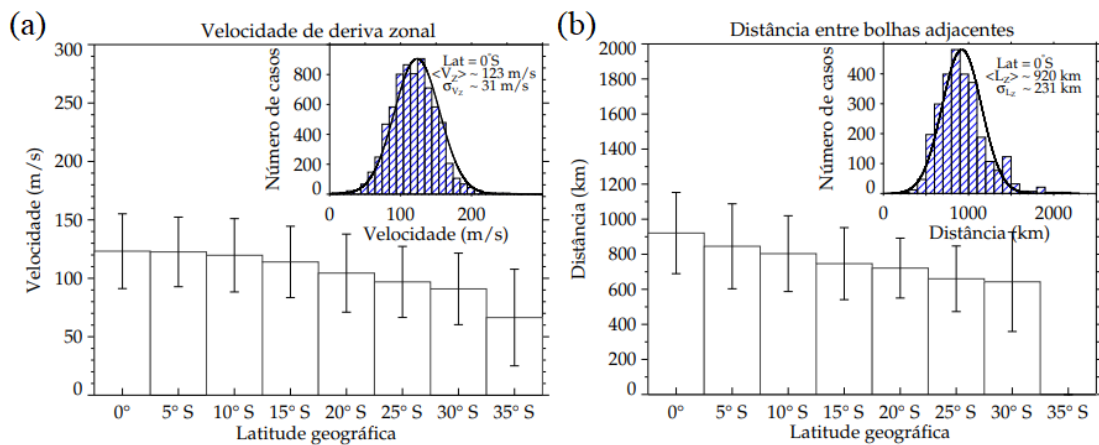 (a)
Velocidade de deriva zonal
300
250
200
150
100
50
0
Velocidade (m/s)
0° 5° S 10° S 15° S 20° S 25° S 30° S 35° S
Latitude geográfica
Número de casos
800
600
400
200
0
Lat = 0°S
<V_Z> ~ 123 m/s
σ_Vz ~ 31 m/s
0 100 200
Velocidade (m/s)
(b)
Distância entre bolhas adjacentes
2000
1800
1600
1400
1200
1000
800
600
400
200
0
Distância (km)
0° 5° S 10° S 15° S 20° S 25° S 30° S 35° S
Latitude geográfica
Número de casos
400
300
200
100
0
Lat = 0°S
<L_Z> ~ 920 km
σ_Lz ~ 231 km
0 1000 2000
Distância (km)